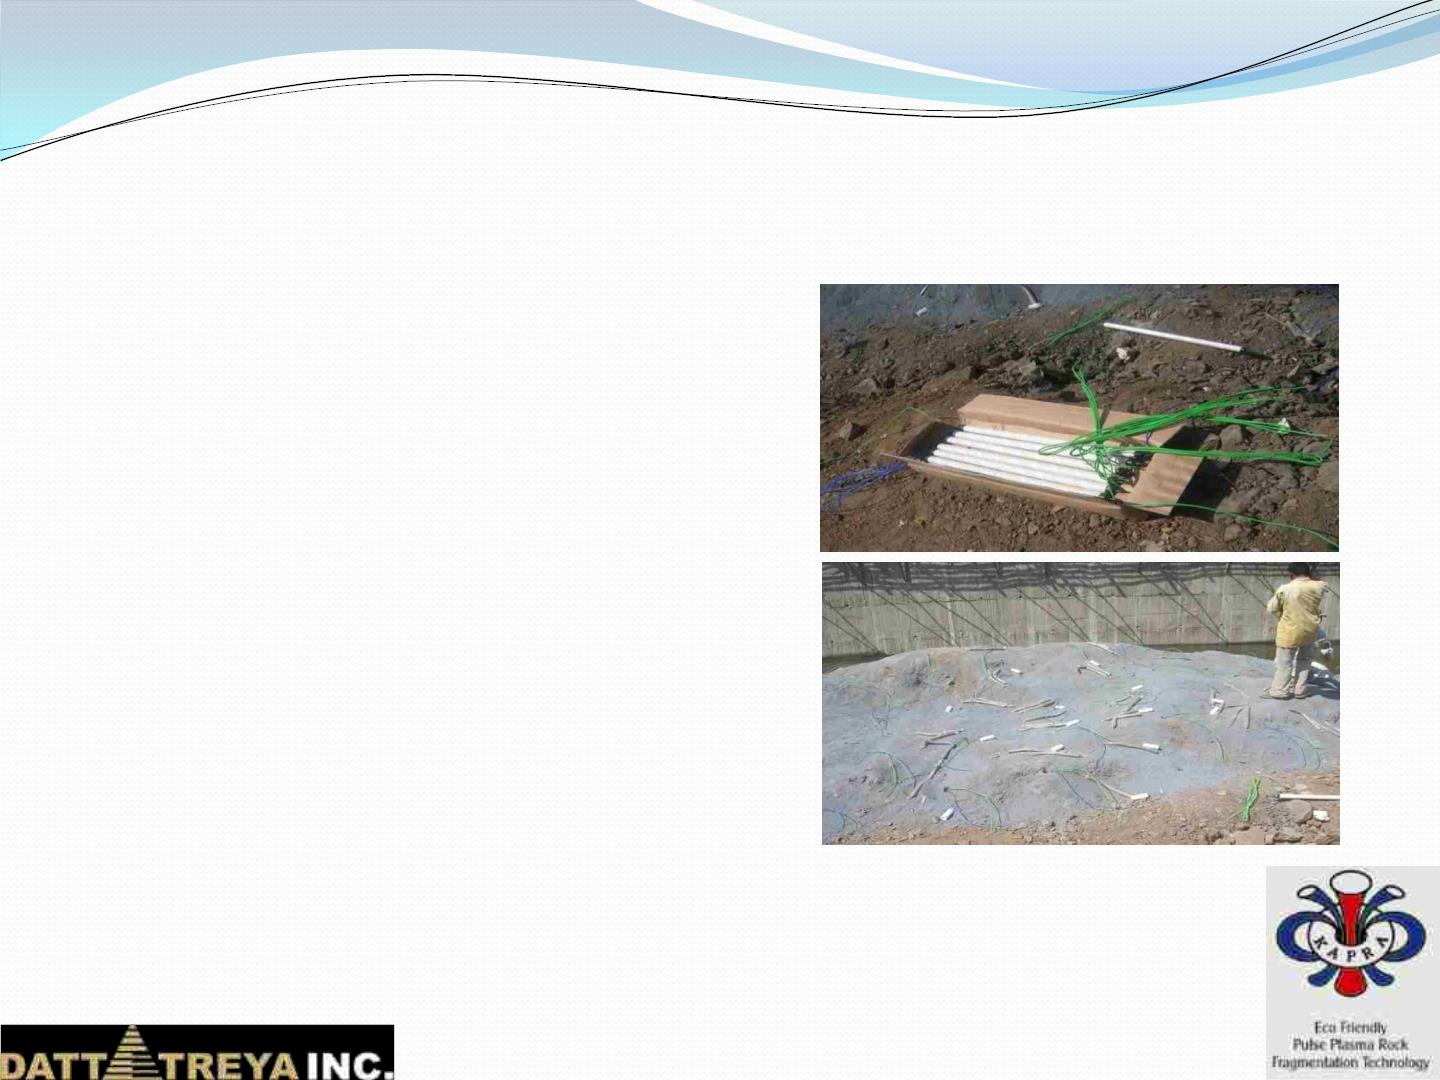 KAPRA
Eco Friendly
Pulse Plasma Rock
Fragmentation Technology
DATTATREYA INC.